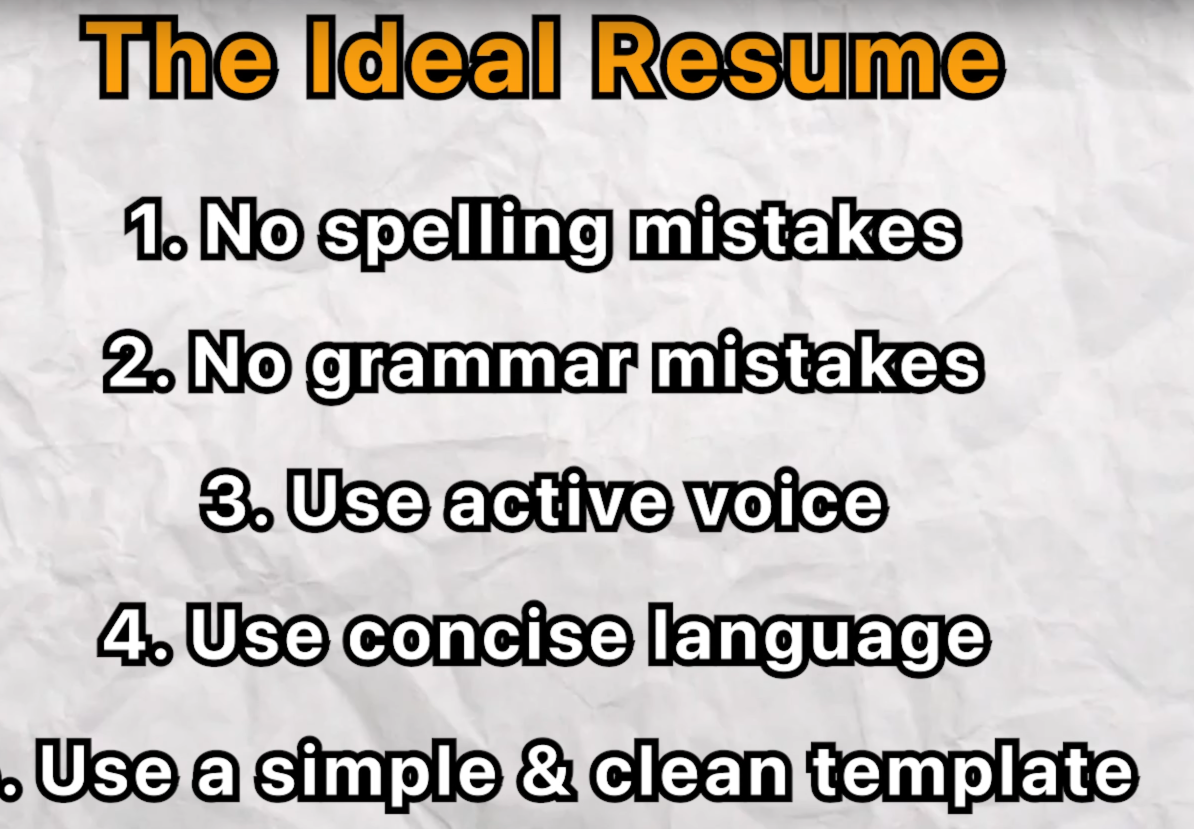 The Ideal Resume
1. No spelling mistakes
2. No grammar mistakes
3. Use active voice
4. Use concise language
. Use a simple & clean template